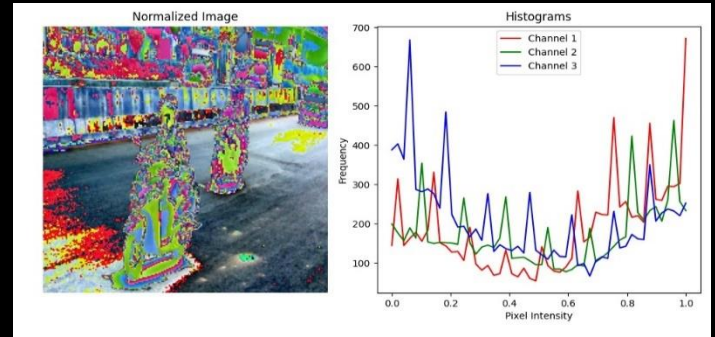 Normalized Image
Histograms
Channel 1
Channel 2
Channel 3
700
600
500
400
300
200
100
Frequency
0.0 0.2 0.4 0.6 0.8 1.0
Pixel Intensity